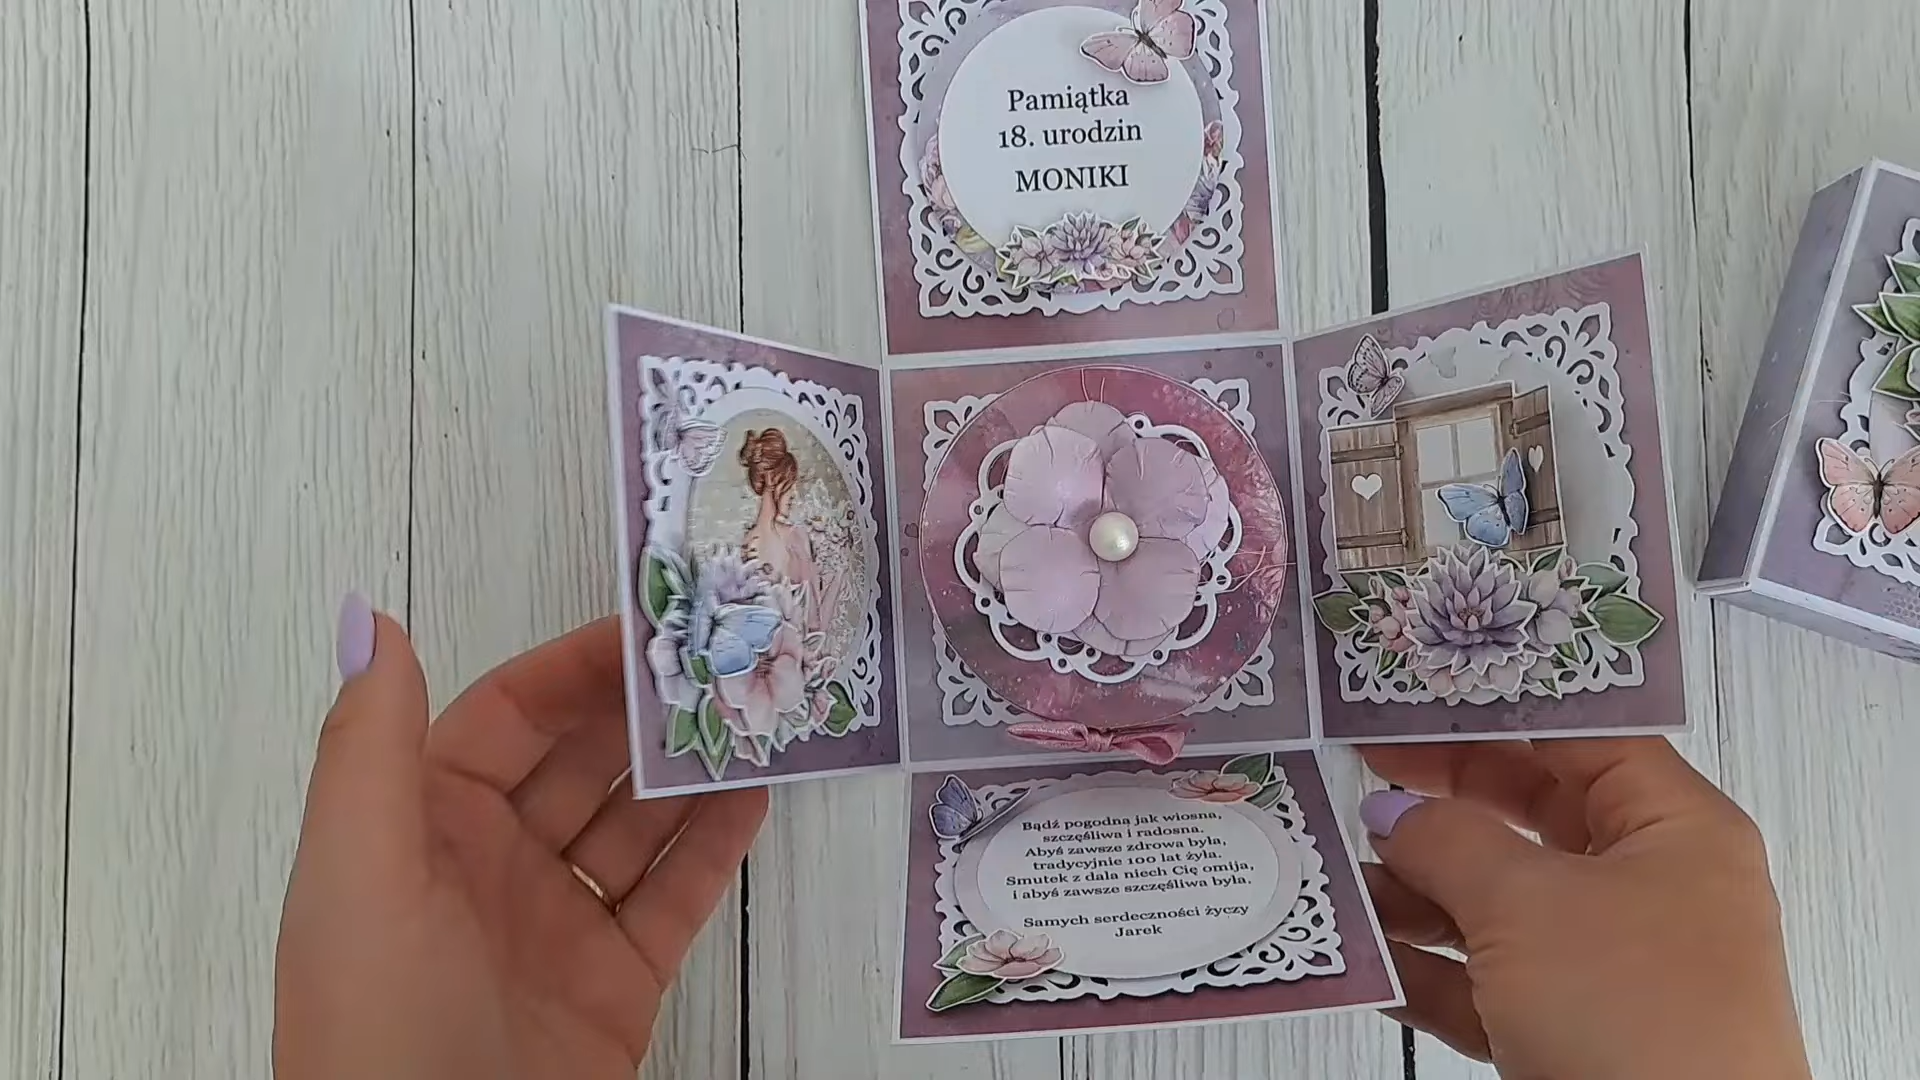 Pamiątka
18. urodzin
MONIKI
Bądź pogodna jak wiosna,
szczęśliwa i radosna.
Abyś zawsze zdrowa była,
tradycyjnie 100 lat żyła.
Smutek z dala niech Cię omija,
i abyś zawsze szczęśliwa była.
Samych serdeczności życzy
Jarek